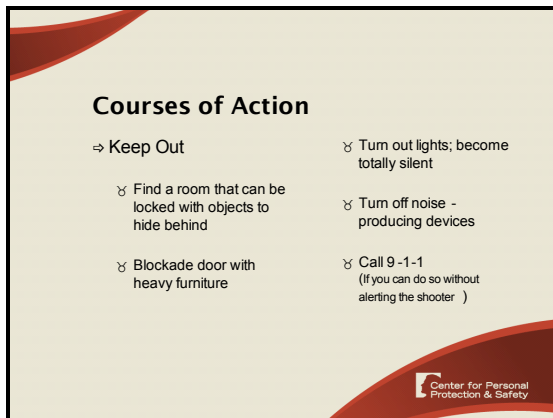 Courses of Action
⇨ Keep Out
♉ Find a room that can be
locked with objects to
hide behind
♉ Blockade door with
heavy furniture
♉ Turn out lights; become
totally silent
♉ Turn off noise -
producing devices
♉ Call 9 -1-1
(If you can do so without
alerting the shooter )
Center for Personal
Protection & Safety